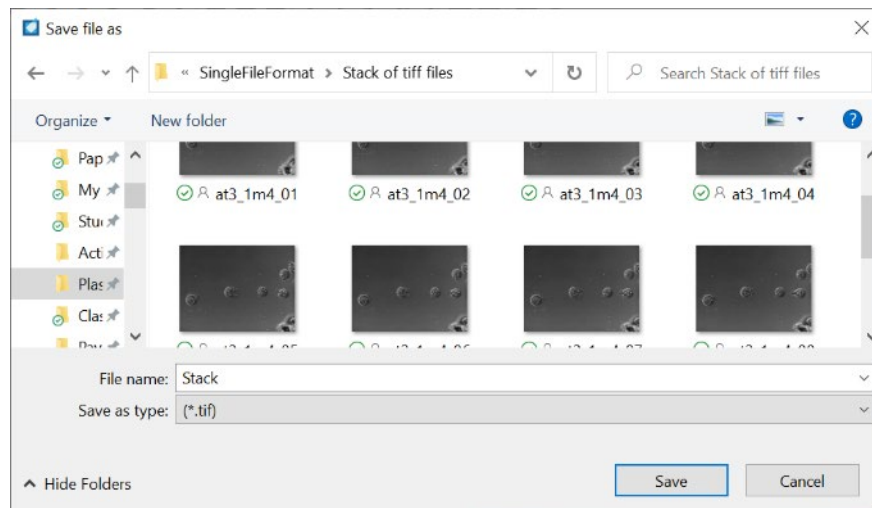 Save file as
« SingleFileFormat > Stack of tiff files
Search Stack of tiff files
Organize
New folder
Pap
My
Stu
Acti
Plas
Clas
at3_1m4_01
at3_1m4_02
at3_1m4_03
at3_1m4_04
File name: Stack
Save as type: (*.tif)
Hide Folders
Save
Cancel